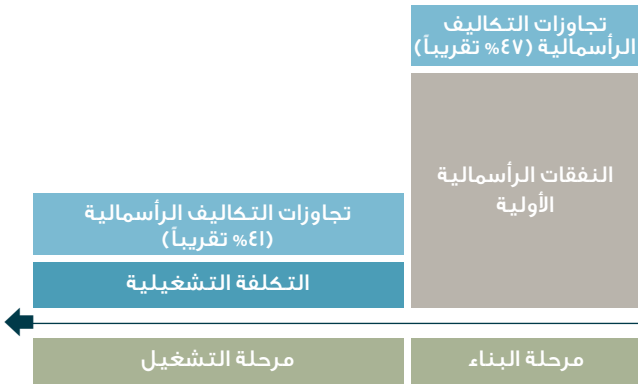 تجاوزات التكاليف
الرأسمالية (٤٧% تقريباً)
النفقات الرأسمالية
الأولية
تجاوزات التكاليف الرأسمالية
(٤١% تقريباً)
التكلفة التشغيلية
مرحلة البناء
مرحلة التشغيل